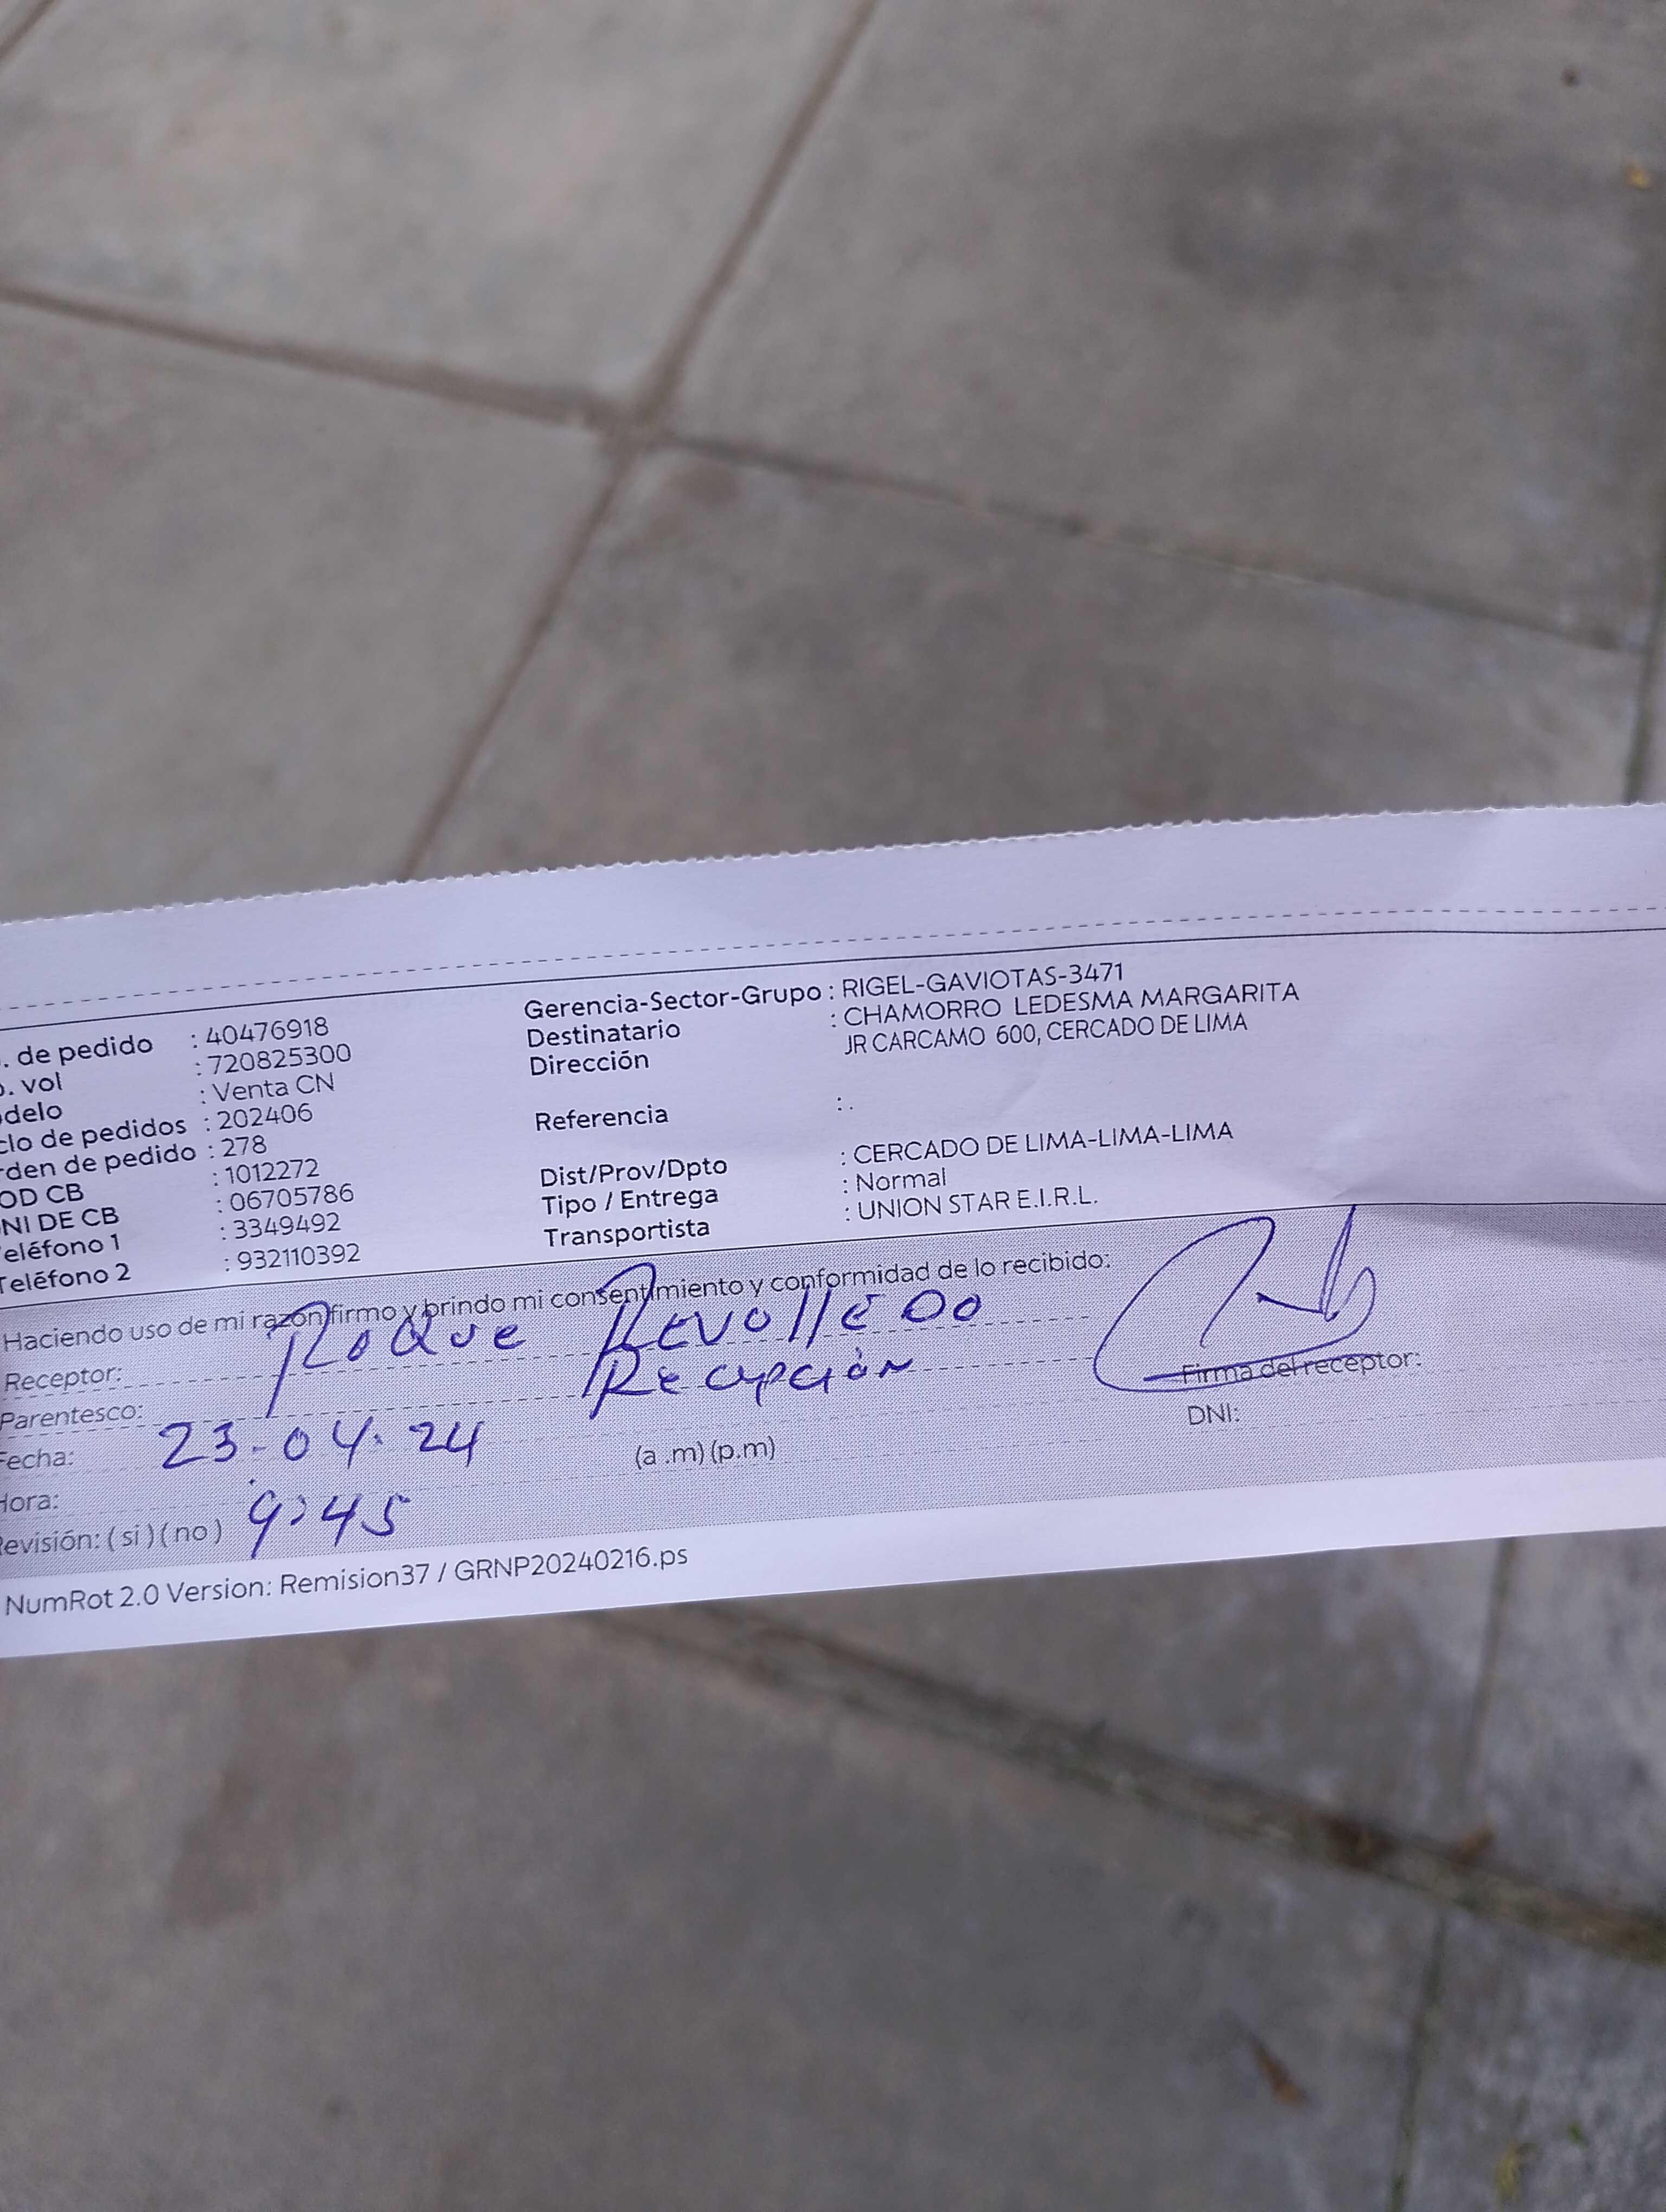 . de pedido : 40476918
o. vol : 720825300
delo : Venta CN
clo de pedidos : 202406
den de pedido : 278
OD CB : 1012272
NI DE CB : 06705786
eléfono 1 : 3349492
Teléfono 2 : 932110392
Gerencia-Sector-Grupo : RIGEL-GAVIOTAS-3471
Destinatario : CHAMORRO LEDESMA MARGARITA
Dirección JR CARCAMO 600, CERCADO DE LIMA
Referencia : .
Dist/Prov/Dpto : CERCADO DE LIMA-LIMA-LIMA
Tipo / Entrega : Normal
Transportista : UNION STAR E.I.R.L.
Haciendo uso de mi razón firmo y brindo mi consentimiento y conformidad de lo recibido:
Receptor: Roque Revolledo
Parentesco: Recepción
Fecha: 23-04-24
Hora: 9:45 (a .m) (p.m)
Revisión: ( si ) ( no )
Firma del receptor:
DNI:
NumRot 2.0 Version: Remision37 / GRNP20240216.ps